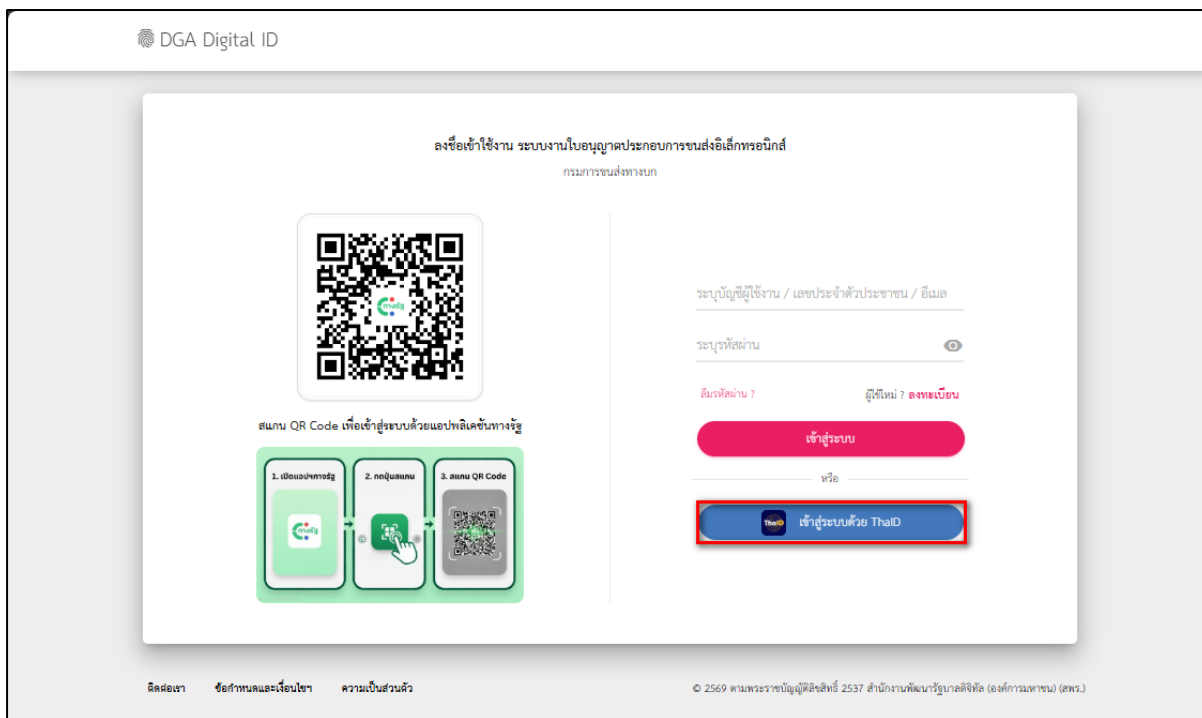 DGA Digital ID
ลงชื่อเข้าใช้งาน ระบบงานใบอนุญาตประกอบการขนส่งอิเล็กทรอนิกส์
กรมการขนส่งทางบก
ทางรัฐ
สแกน QR Code เพื่อเข้าสู่ระบบด้วยแอปพลิเคชันทางรัฐ
1. เปิดแอปฯทางรัฐ
2. กดปุ่มสแกน
3. สแกน QR Code
ทางรัฐ
ระบุบัญชีผู้ใช้งาน / เลขประจำตัวประชาชน / อีเมล
ระบุรหัสผ่าน
ลืมรหัสผ่าน ?
ผู้ใช้ใหม่ ? ลงทะเบียน
เข้าสู่ระบบ
หรือ
ThaiD
เข้าสู่ระบบด้วย ThaID
ติดต่อเรา
ข้อกำหนดและเงื่อนไขฯ
ความเป็นส่วนตัว
© 2569 ตามพระราชบัญญัติลิขสิทธิ์ 2537 สำนักงานพัฒนารัฐบาลดิจิทัล (องค์การมหาชน) (สพร.)